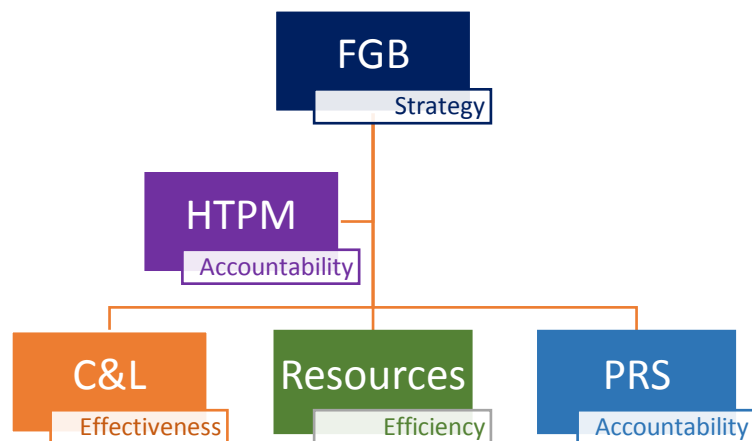 FGB
Strategy
HTPM
Accountability
C&L
Effectiveness
Resources
Efficiency
PRS
Accountability